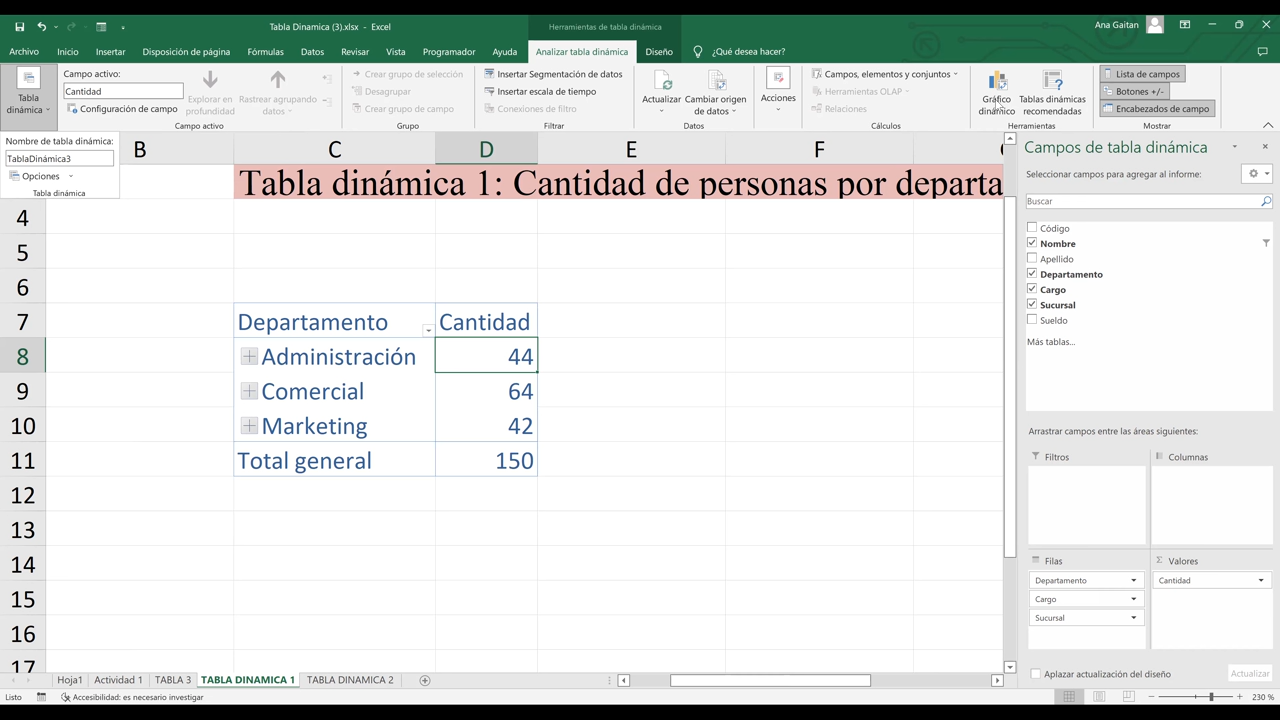 Tabla Dinamica (3).xlsx - Excel
Herramientas de tabla dinámica
Ana Gaitan
Archivo Inicio Insertar Disposición de página Fórmulas Datos Revisar Vista Programador Ayuda Analizar tabla dinámica Diseño ¿Qué desea hacer?
Tabla dinámica
Campo activo:
Cantidad
Configuración de campo
Explorar en profundidad
Rastrear agrupando datos
Campo activo
Crear grupo de selección
Desagrupar
Crear grupo de campo
Grupo
Insertar Segmentación de datos
Insertar escala de tiempo
Conexiones de filtro
Filtrar
Actualizar
Cambiar origen de datos
Datos
Acciones
Campos, elementos y conjuntos
Herramientas OLAP
Relaciones
Cálculos
Gráfico dinámico
Tablas dinámicas recomendadas
Herramientas
Lista de campos
Botones +/-
Encabezados de campo
Mostrar
Nombre de tabla dinámica:
TablaDinámica3
Opciones
Tabla dinámica
B C D E F
Tabla dinámica 1: Cantidad de personas por departa
4
5
6
7 Departamento Cantidad
8 Administración 44
9 Comercial 64
10 Marketing 42
11 Total general 150
12
13
14
15
16
17
Campos de tabla dinámica
Seleccionar campos para agregar al informe:
Buscar
Código
Nombre
Apellido
Departamento
Cargo
Sucursal
Sueldo
Más tablas...
Arrastrar campos entre las áreas siguientes:
Filtros
Columnas
Filas
Departamento
Cargo
Sucursal
Valores
Cantidad
Aplazar actualización del diseño
Actualizar
Hoja1 Actividad 1 TABLA 3 TABLA DINAMICA 1 TABLA DINAMICA 2
Listo Accesibilidad: es necesario investigar
230 %